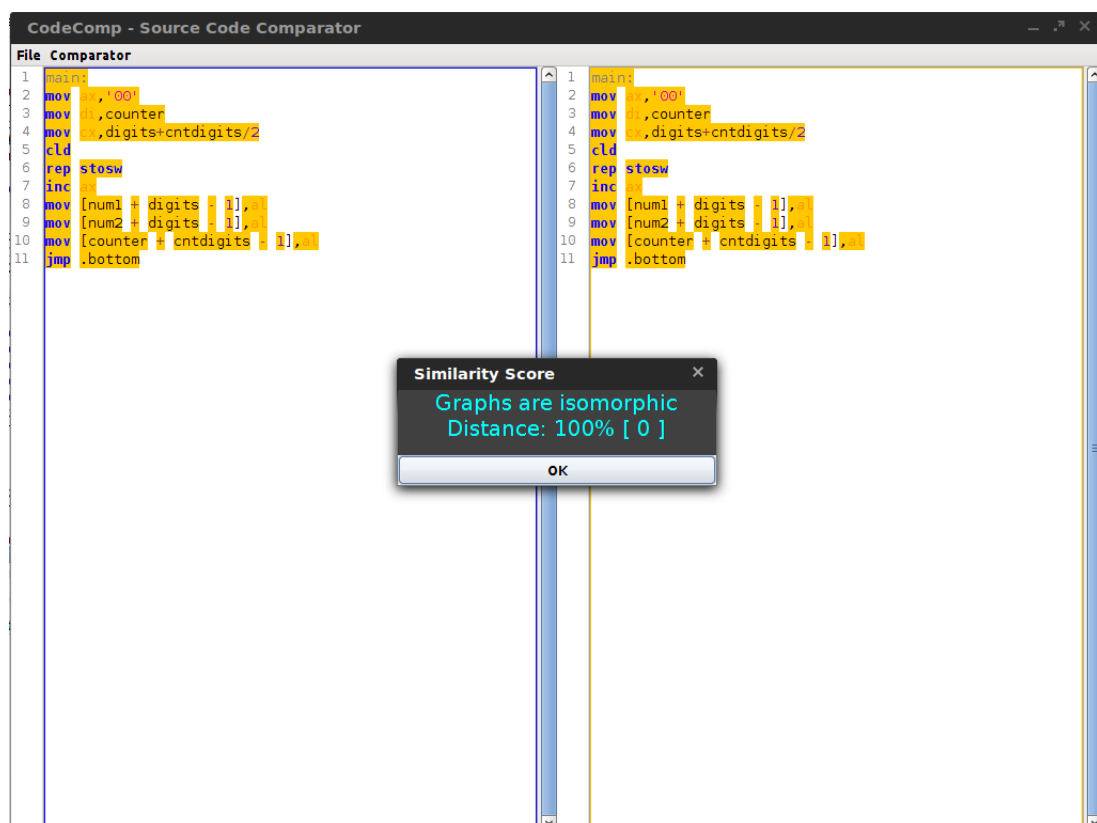 CodeComp - Source Code Comparator
File Comparator
1 main:
2 mov ax,'00'
3 mov di,counter
4 mov cx,digits+cntdigits/2
5 cld
6 rep stosw
7 inc ax
8 mov [num1 + digits - 1],al
9 mov [num2 + digits - 1],al
10 mov [counter + cntdigits - 1],al
11 jmp .bottom
1 main:
2 mov ax,'00'
3 mov di,counter
4 mov cx,digits+cntdigits/2
5 cld
6 rep stosw
7 inc ax
8 mov [num1 + digits - 1],al
9 mov [num2 + digits - 1],al
10 mov [counter + cntdigits - 1],al
11 jmp .bottom
Similarity Score
Graphs are isomorphic
Distance: 100% [ 0 ]
OK